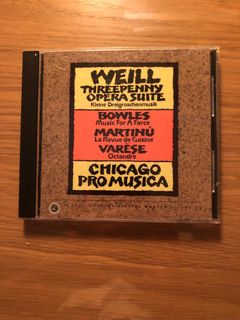 WEILL
THREEPENNY
OPERA SUITE
Kleine Dreigroschenmusik
BOWLES
Music For A Farce
MARTINŮ
La Revue de Cuisine
VARÈSE
Octandre
CHICAGO
PRO MUSICA